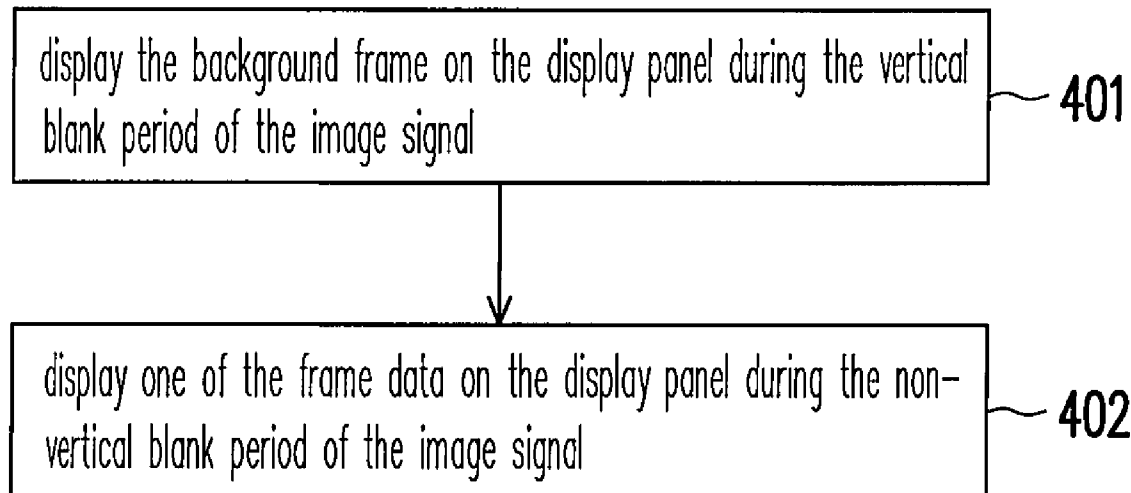 display the background frame on the display panel during the vertical
blank period of the image signal
401
display one of the frame data on the display panel during the non-
vertical blank period of the image signal
402